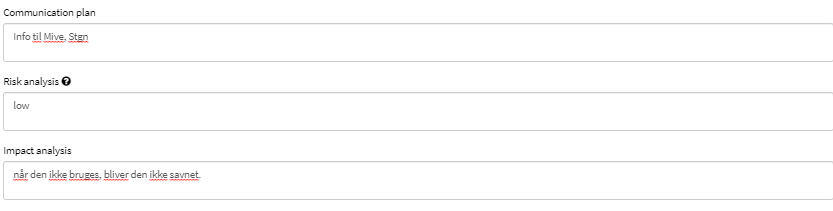 Communication plan
Info til Mive, Stgn
Risk analysis ?
low
Impact analysis
når den ikke bruges, bliver den ikke savnet.